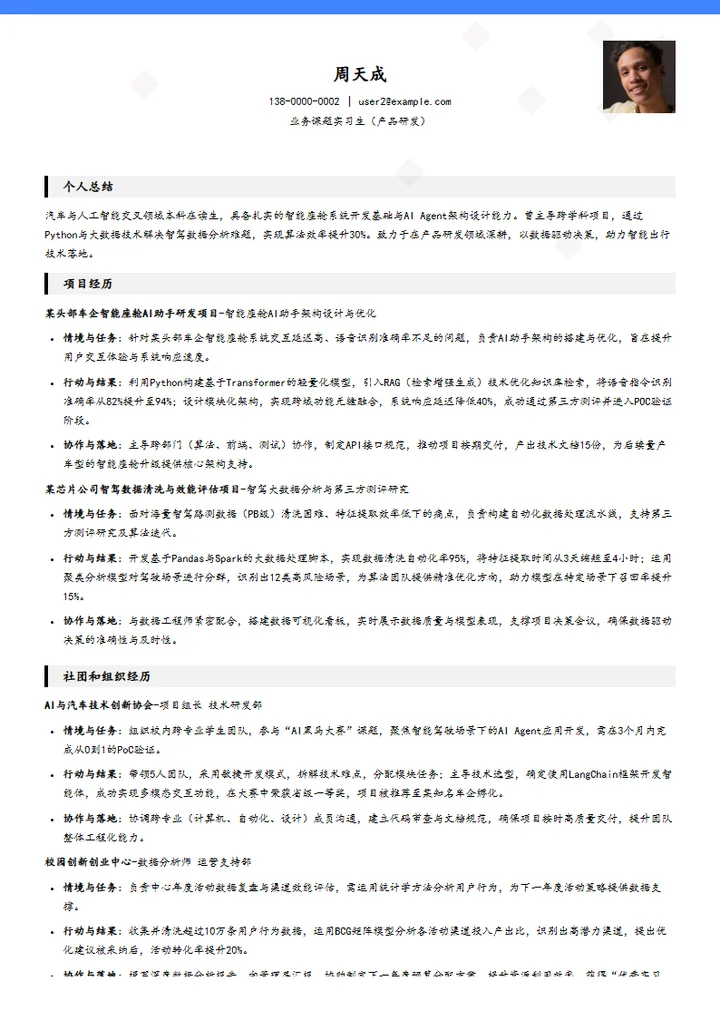 周天成
138-0000-0002 | user2@example.com
业务课题实习生（产品研发）
个人总结
汽车与人工智能交叉领域本科在读生，具备扎实的智能座舱系统开发基础与AI Agent架构设计能力。曾主导跨学科项目，通过
Python与大数据技术解决智驾数据分析难题，实现算法效率提升30%。致力于在产品研发领域深耕，以数据驱动决策，助力智能出行
技术落地。
项目经历
某头部车企智能座舱AI助手研发项目-智能座舱AI助手架构设计与优化
• 情境与任务：针对某头部车企智能座舱系统交互延迟高、语音识别准确率不足的问题，负责AI助手架构的搭建与优化，旨在提升
用户交互体验与系统响应速度。
• 行动与结果：利用Python构建基于Transformer的轻量化模型，引入RAG（检索增强生成）技术优化知识库检索，将语音指令识别
准确率从82%提升至94%；设计模块化架构，实现跨域功能无缝融合，系统响应延迟降低40%，成功通过第三方测评并进入POC验证
阶段。
• 协作与落地：主导跨部门（算法、前端、测试）协作，制定API接口规范，推动项目按期交付，产出技术文档15份，为后续量产
车型的智能座舱升级提供核心架构支持。
某芯片公司智驾数据清洗与效能评估项目-智驾大数据分析与第三方测评研究
• 情境与任务：面对海量智驾路测数据（PB级）清洗困难、特征提取效率低下的痛点，负责构建自动化数据处理流水线，支持第三
方测评研究及算法迭代。
• 行动与结果：开发基于Pandas与Spark的大数据处理脚本，实现数据清洗自动化率95%，将特征提取时间从3天缩短至4小时；运用
聚类分析模型对驾驶场景进行分群，识别出12类高风险场景，为算法团队提供精准优化方向，助力模型在特定场景下召回率提升
15%。
• 协作与落地：与数据工程师紧密配合，搭建数据可视化看板，实时展示数据质量与模型表现，支撑项目决策会议，确保数据驱动
决策的准确性与及时性。
社团和组织经历
AI与汽车技术创新协会-项目组长 技术研发部
• 情境与任务：组织校内跨专业学生团队，参与“AI黑马大赛”课题，聚焦智能驾驶场景下的AI Agent应用开发，需在3个月内完
成从0到1的PoC验证。
• 行动与结果：带领5人团队，采用敏捷开发模式，拆解技术难点，分配模块任务；主导技术选型，确定使用LangChain框架开发智
能体，成功实现多模态交互功能，在大赛中荣获省级一等奖，项目被推荐至某知名车企孵化。
• 协作与落地：协调跨专业（计算机、自动化、设计）成员沟通，建立代码审查与文档规范，确保项目按时高质量交付，提升团队
整体工程化能力。
校园创新创业中心-数据分析师 运营支持部
• 情境与任务：负责中心年度活动数据复盘与渠道效能评估，需运用统计学方法分析用户行为，为下一年度活动策略提供数据支
撑。
• 行动与结果：收集并清洗超过10万条用户行为数据，运用BCG矩阵模型分析各活动渠道投入产出比，识别出高潜力渠道，提出优
化建议被采纳后，活动转化率提升20%。
• 协作与落地：